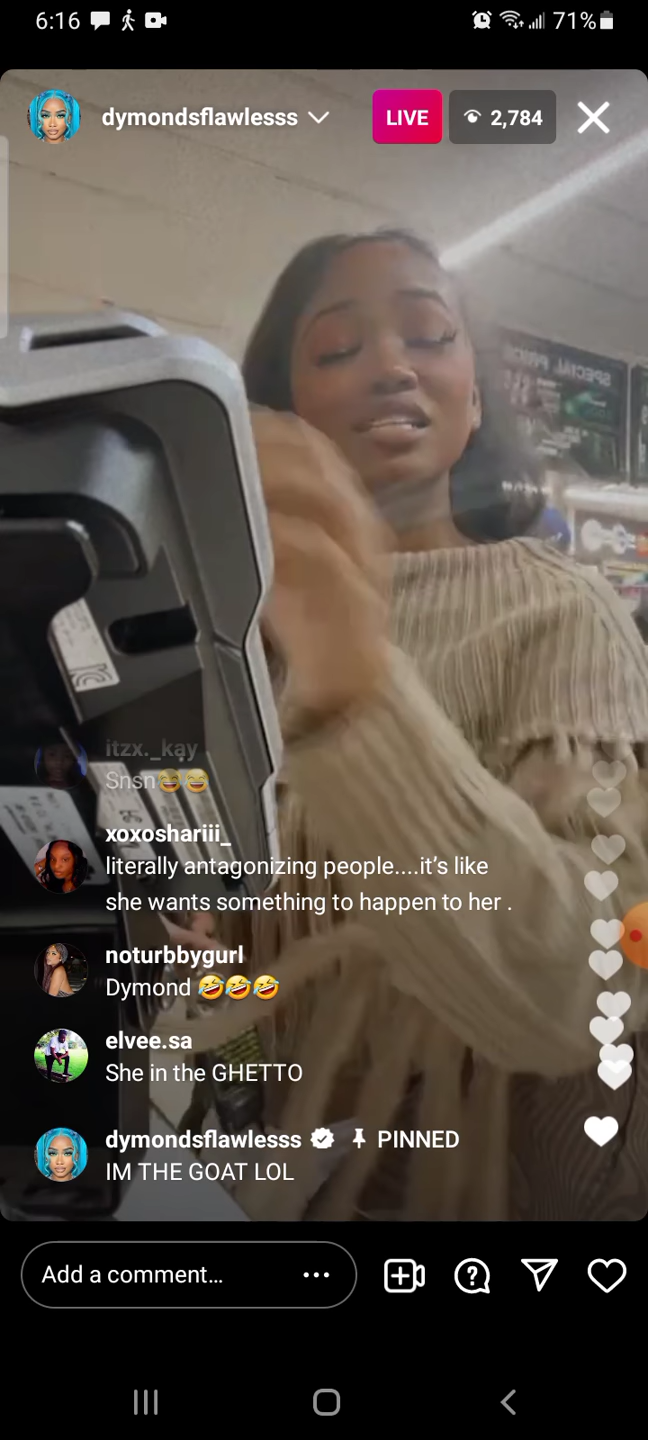 6:16
71%
dymondsflawlesss
LIVE
2,784
SPECIAL
itzx._kay
Snsn😂😂
xoxoshariii_
literally antagonizing people....it’s like
she wants something to happen to her .
noturbbygurl
Dymond 🤣🤣🤣
elvee.sa
She in the GHETTO
dymondsflawlesss PINNED
IM THE GOAT LOL
Add a comment...